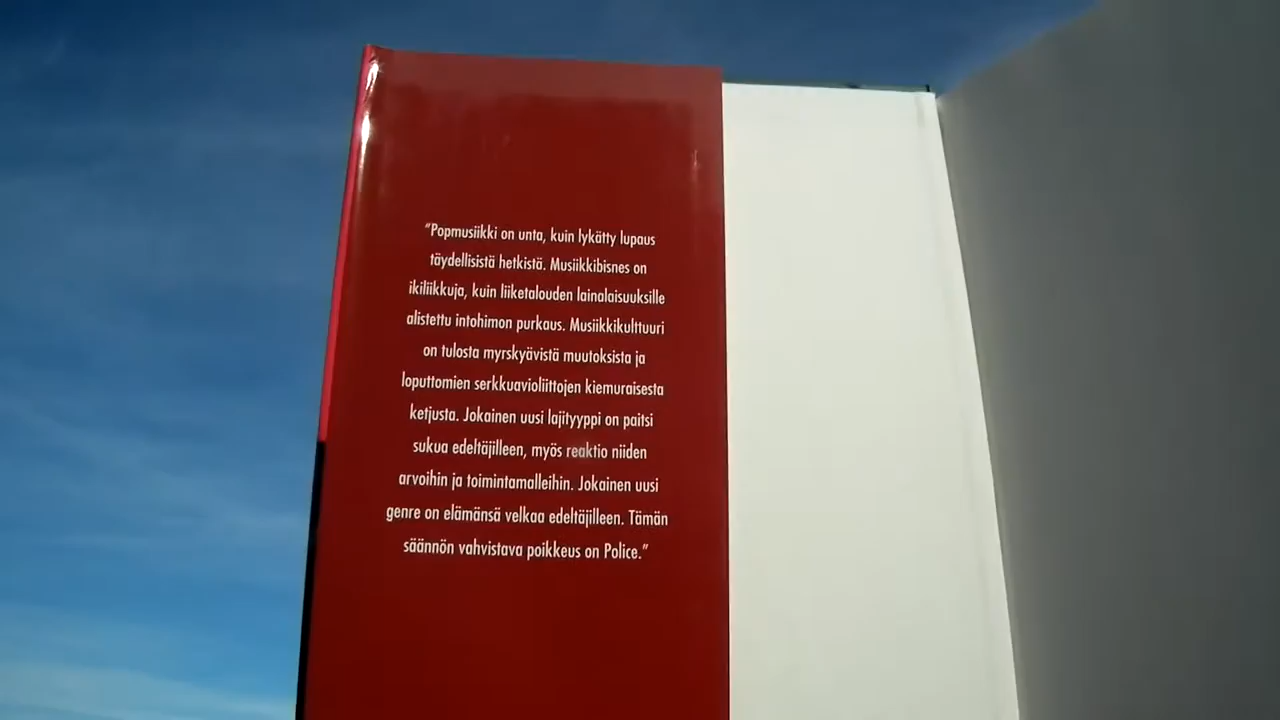 ”Popmusiikki on unta, kuin lykätty lupaus
täydellisistä hetkistä. Musiikkibisnes on
ikiliikkuja, kuin liiketalouden lainalaisuuksille
alistettu intohimon purkaus. Musiikkikulttuuri
on tulosta myrskyävistä muutoksista ja
loputtomien serkkuavioliittojen kiemuraisesta
ketjusta. Jokainen uusi lajityyppi on paitsi
sukua edeltäjilleen, myös reaktio niiden
arvoihin ja toimintamalleihin. Jokainen uusi
genre on elämänsä velkaa edeltäjilleen. Tämän
säännön vahvistava poikkeus on Police.”